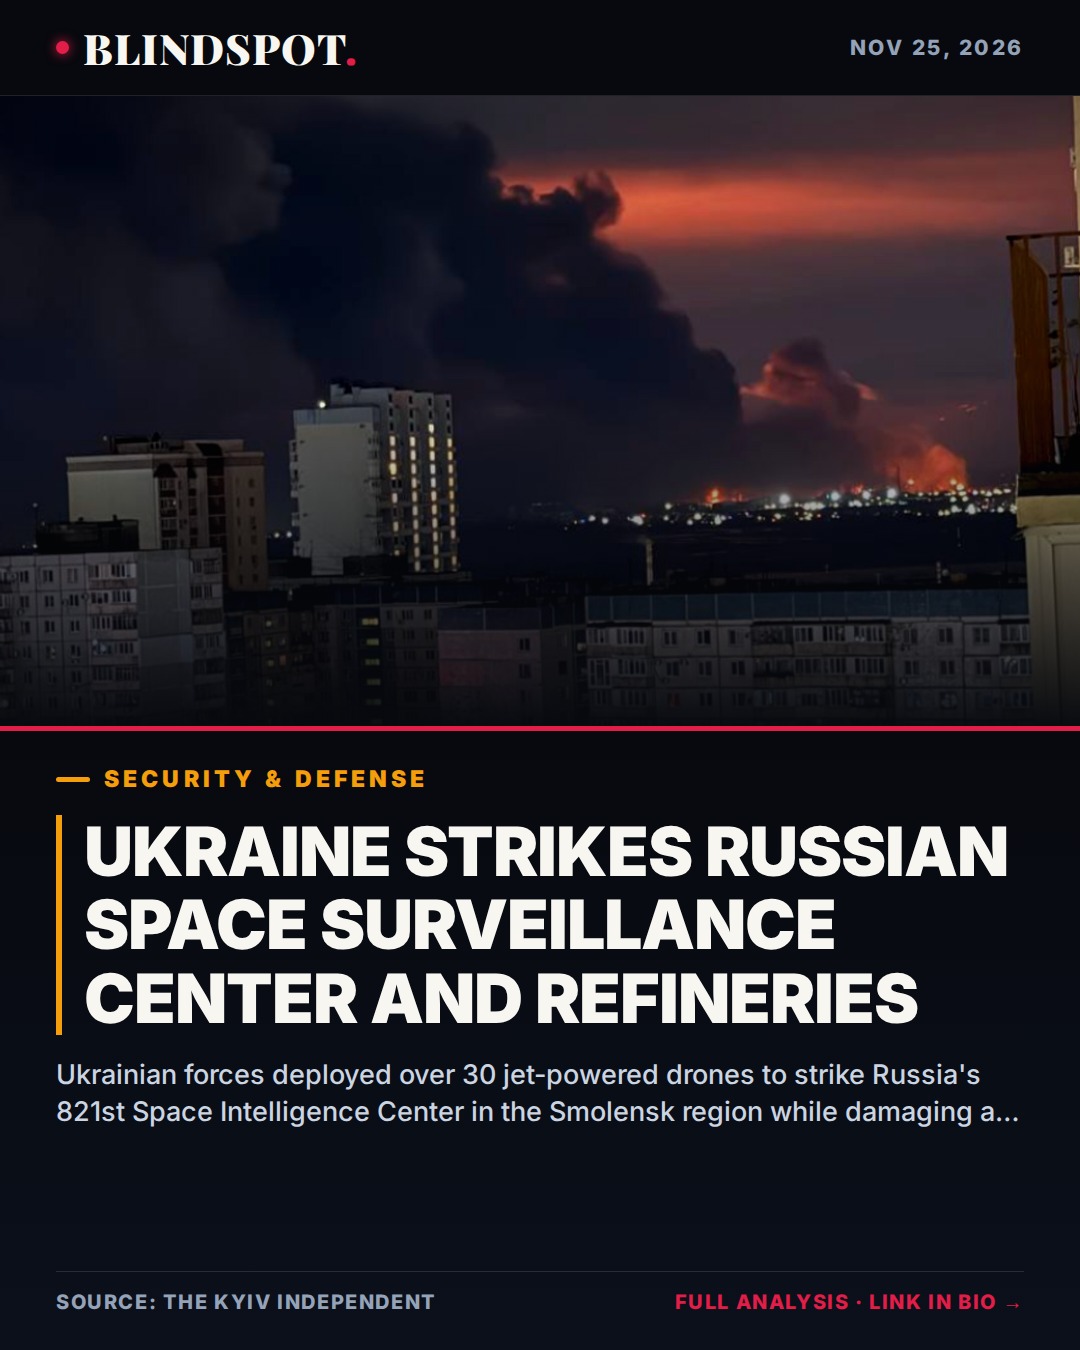 BLINDSPOT.
NOV 25, 2026
SECURITY & DEFENSE
UKRAINE STRIKES RUSSIAN
SPACE SURVEILLANCE
CENTER AND REFINERIES
Ukrainian forces deployed over 30 jet-powered drones to strike Russia's
821st Space Intelligence Center in the Smolensk region while damaging a...
SOURCE: THE KYIV INDEPENDENT
FULL ANALYSIS · LINK IN BIO →